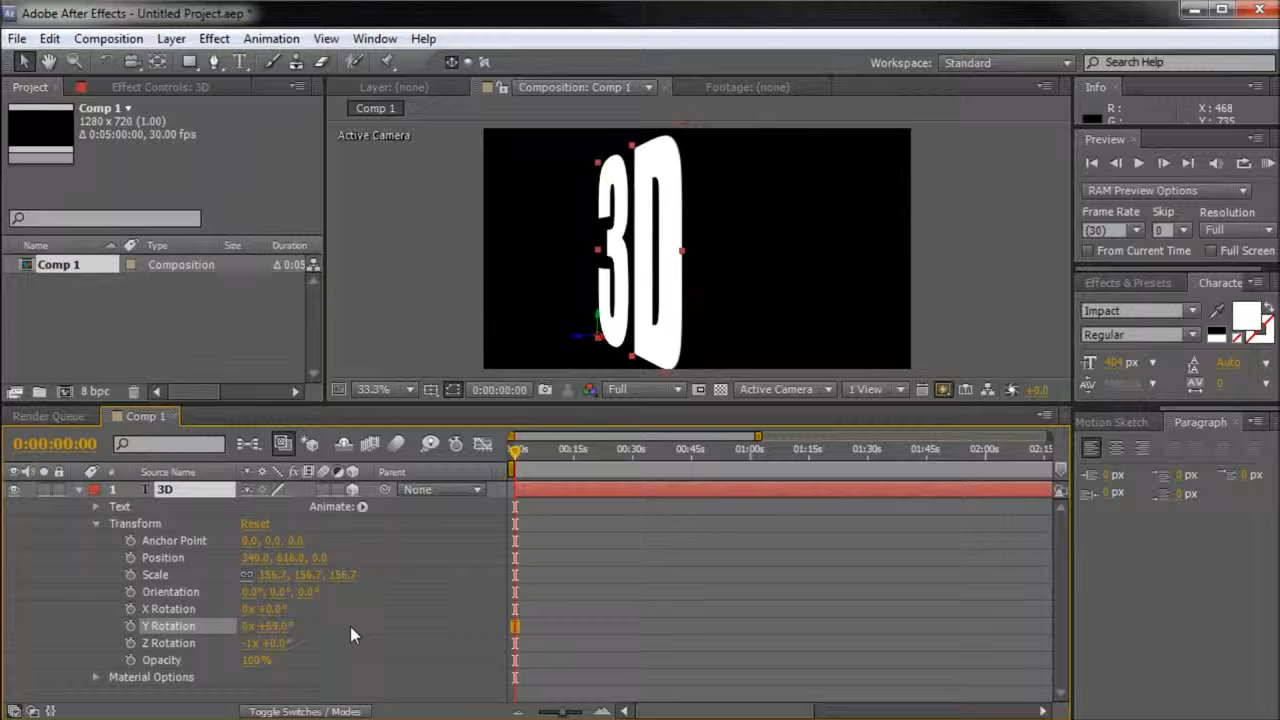 Ae Adobe After Effects - Untitled Project.aep *
File Edit Composition Layer Effect Animation View Window Help
Workspace: Standard Search Help
Project Effect Controls: 3D Layer: (none) Composition: Comp 1 Footage: (none) Info
Comp 1
1280 x 720 (1.00)
Δ 0:05:00:00, 30.00 fps
Comp 1
Active Camera
3D
R: X : 468
G: Y : 735
Preview
RAM Preview Options
Frame Rate Skip Resolution
(30) 0 Full
From Current Time Full Screen
Name Type Size Duration
Comp 1 Composition Δ 0:05
Effects & Presets Characte
Impact
Regular
404 px Auto
0
8 bpc
33.3% 0:00:00:00 Full Active Camera 1 View +0.0
Render Queue Comp 1
Motion Sketch Paragraph
0:00:00:00
:00s 00:15s 00:30s 00:45s 01:00s 01:15s 01:30s 01:45s 02:00s 02:15
# Source Name fx Parent
1 T 3D None
Text Animate:
Transform Reset
Anchor Point 0.0, 0.0, 0.0
Position 340.0, 616.0, 0.0
Scale 156.7, 156.7, 156.7
Orientation 0.0°, 0.0°, 0.0°
X Rotation 0x +0.0°
Y Rotation 0x +69.0°
Z Rotation -1x +0.0°
Opacity 100%
Material Options
0 px 0 px 0 px
0 px 0 px
Toggle Switches / Modes